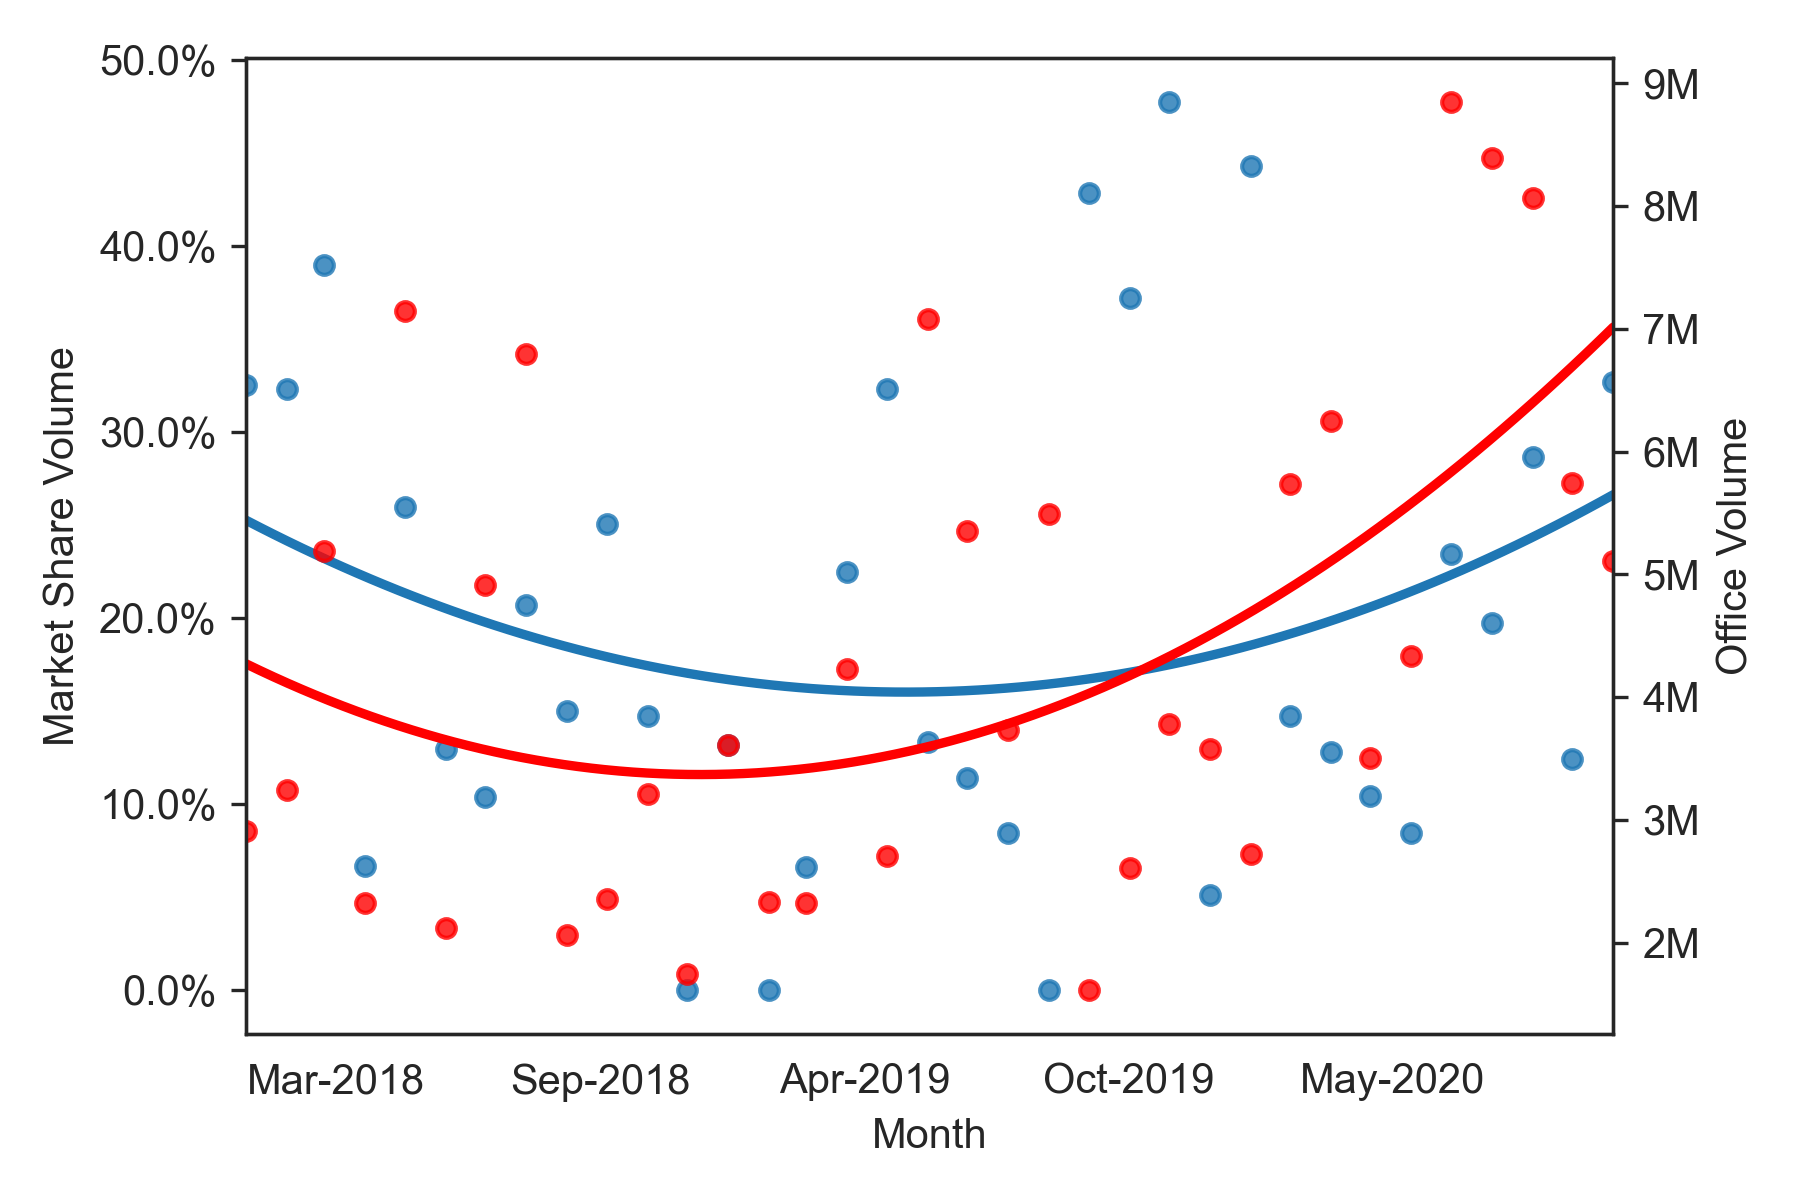 50.0%
40.0%
30.0%
20.0%
10.0%
0.0%
Market Share Volume
9M
8M
7M
6M
5M
4M
3M
2M
Office Volume
Mar-2018
Sep-2018
Apr-2019
Oct-2019
May-2020
Month